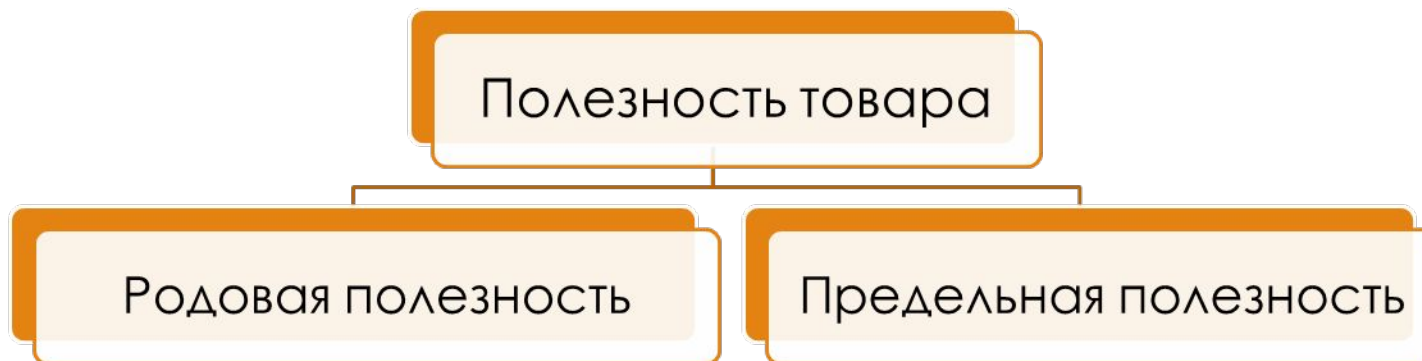 Полезность товара
Родовая полезность
Предельная полезность